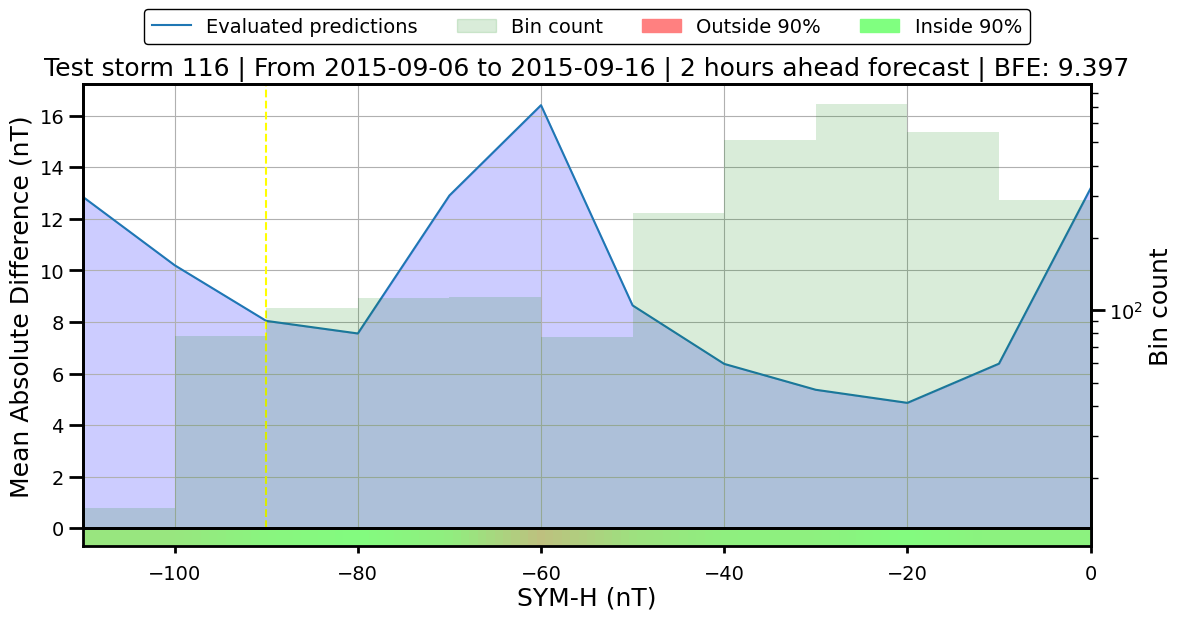 Evaluated predictions Bin count Outside 90% Inside 90%
Test storm 116 | From 2015-09-06 to 2015-09-16 | 2 hours ahead forecast | BFE: 9.397
Mean Absolute Difference (nT)
16
14
12
10
8
6
4
2
0
10²
Bin count
−100 −80 −60 −40 −20 0
SYM-H (nT)